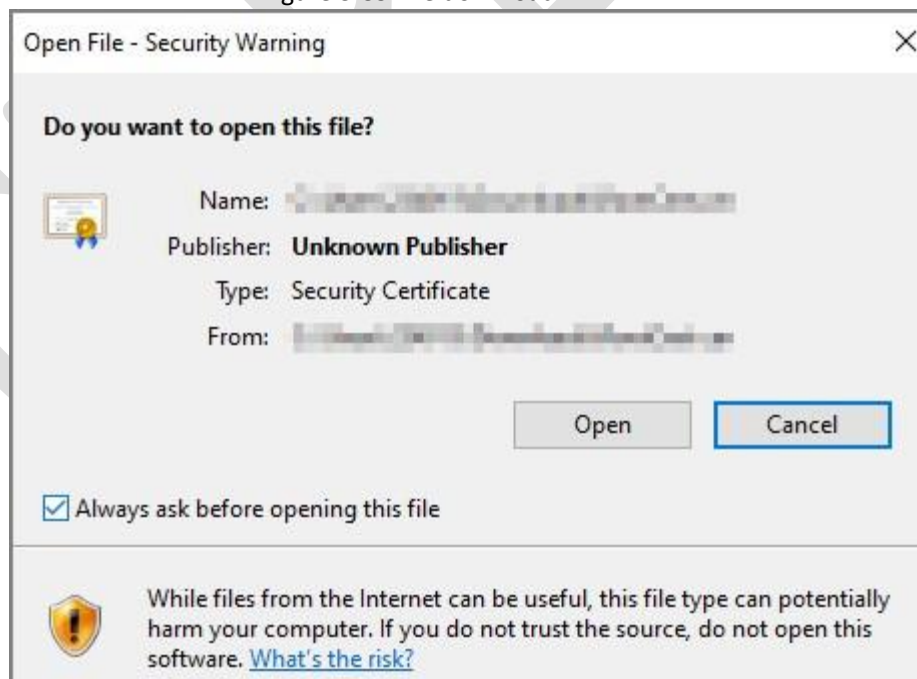 Open File - Security Warning
Do you want to open this file?
Name:
Publisher: Unknown Publisher
Type: Security Certificate
From:
Open Cancel
Always ask before opening this file
While files from the Internet can be useful, this file type can potentially
harm your computer. If you do not trust the source, do not open this
software. What's the risk?